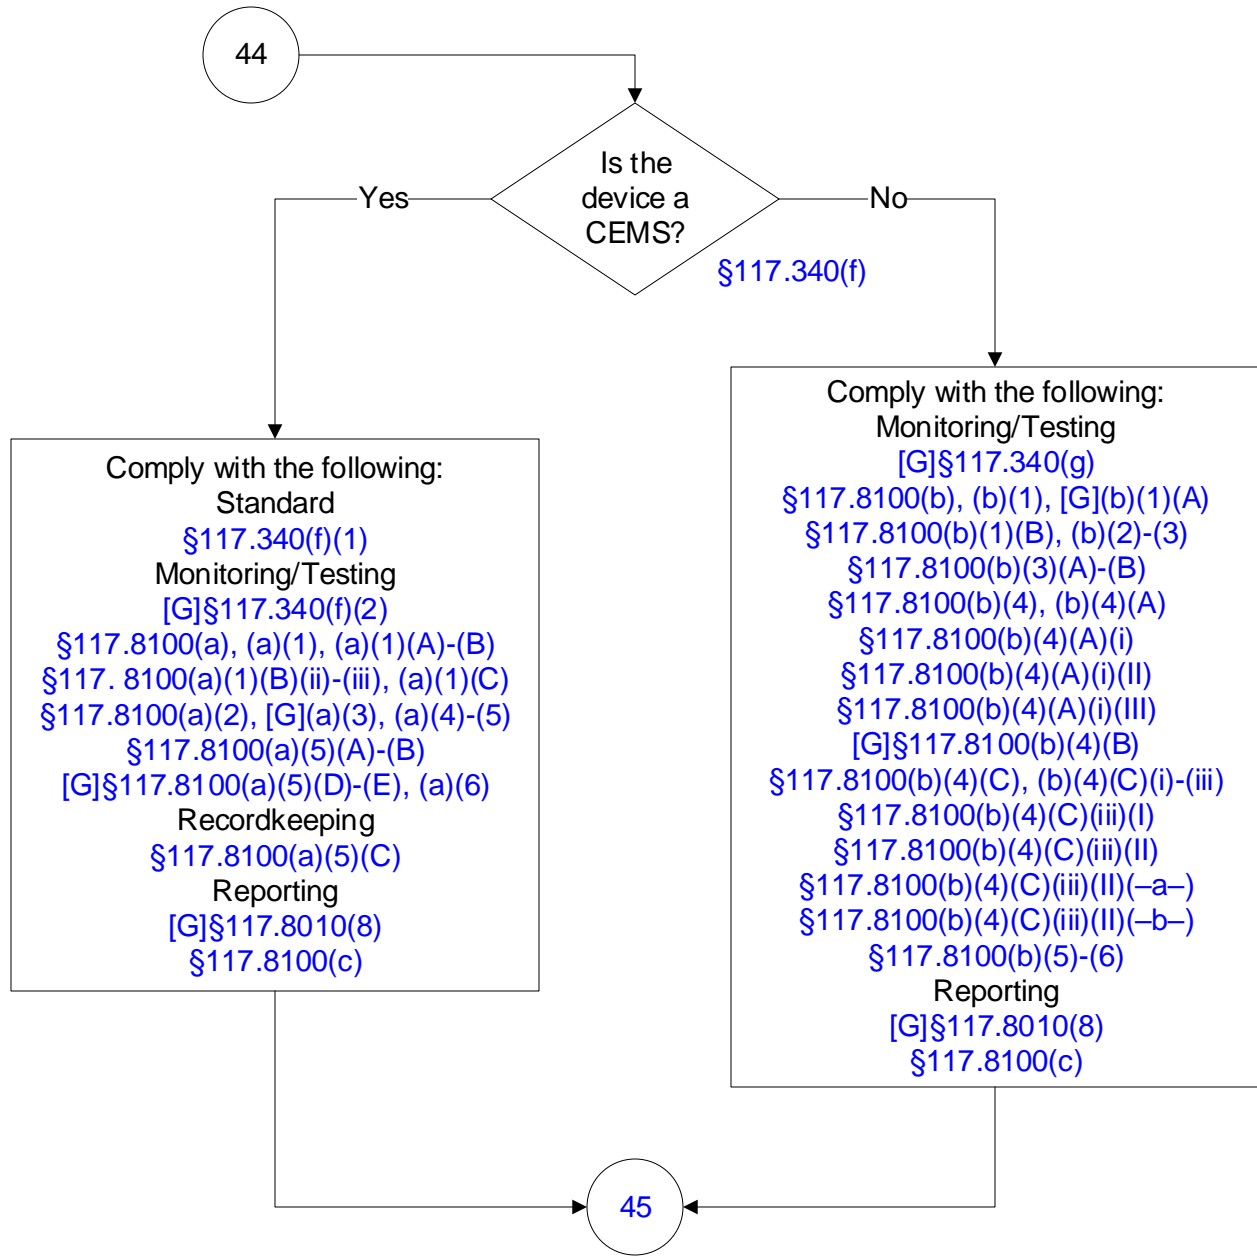 44
Is the
device a
CEMS?
Yes
No
§117.340(f)
Comply with the following:
Standard
§117.340(f)(1)
Monitoring/Testing
[G]§117.340(f)(2)
§117.8100(a), (a)(1), (a)(1)(A)-(B)
§117. 8100(a)(1)(B)(ii)-(iii), (a)(1)(C)
§117.8100(a)(2), [G](a)(3), (a)(4)-(5)
§117.8100(a)(5)(A)-(B)
[G]§117.8100(a)(5)(D)-(E), (a)(6)
Recordkeeping
§117.8100(a)(5)(C)
Reporting
[G]§117.8010(8)
§117.8100(c)
Comply with the following:
Monitoring/Testing
[G]§117.340(g)
§117.8100(b), (b)(1), [G](b)(1)(A)
§117.8100(b)(1)(B), (b)(2)-(3)
§117.8100(b)(3)(A)-(B)
§117.8100(b)(4), (b)(4)(A)
§117.8100(b)(4)(A)(i)
§117.8100(b)(4)(A)(i)(II)
§117.8100(b)(4)(A)(i)(III)
[G]§117.8100(b)(4)(B)
§117.8100(b)(4)(C), (b)(4)(C)(i)-(iii)
§117.8100(b)(4)(C)(iii)(I)
§117.8100(b)(4)(C)(iii)(II)
§117.8100(b)(4)(C)(iii)(II)(–a–)
§117.8100(b)(4)(C)(iii)(II)(–b–)
§117.8100(b)(5)-(6)
Reporting
[G]§117.8010(8)
§117.8100(c)
45